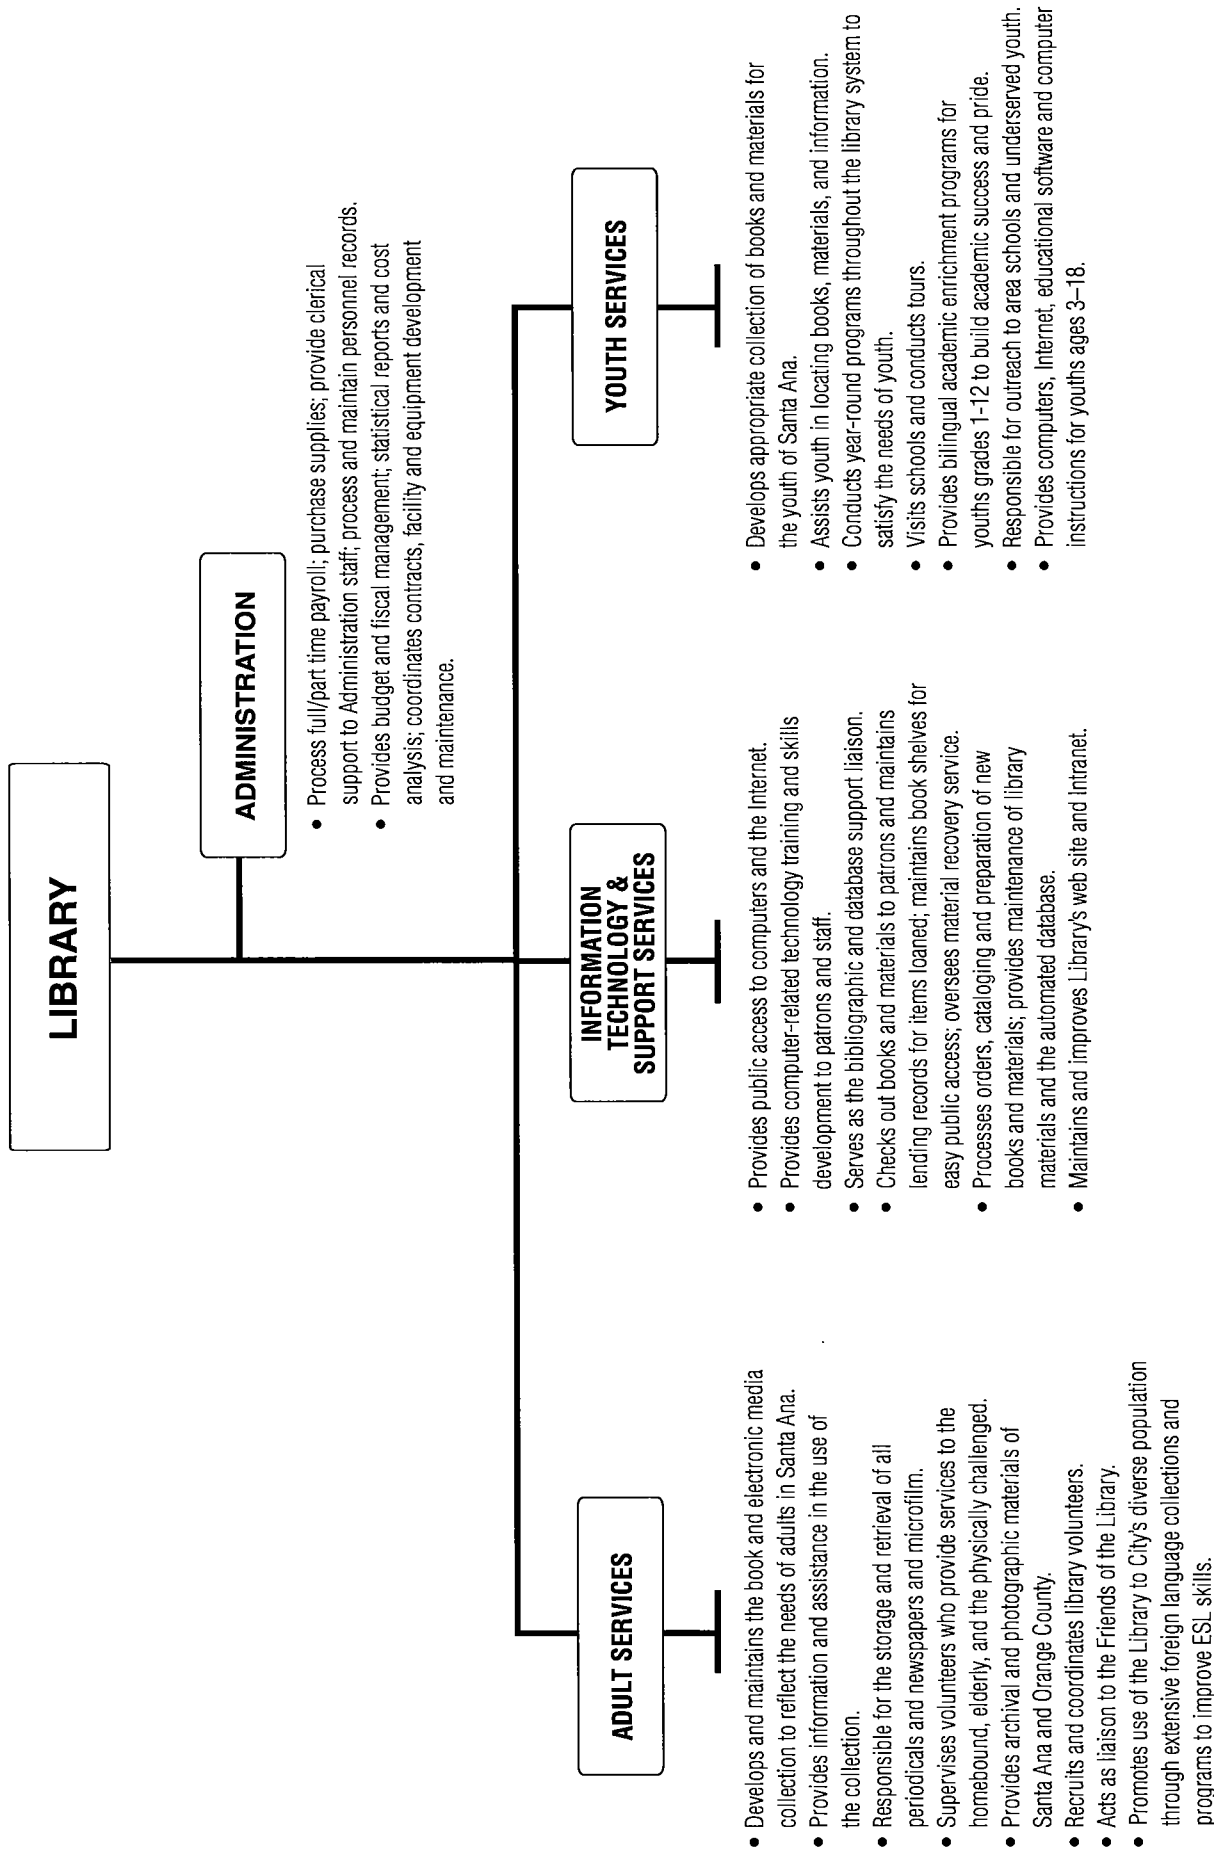 LIBRARY
ADMINISTRATION
• Process full/part time payroll; purchase supplies; provide clerical
support to Administration staff; process and maintain personnel records.
• Provides budget and fiscal management; statistical reports and cost
analysis; coordinates contracts, facility and equipment development
and maintenance.
ADULT SERVICES
• Develops and maintains the book and electronic media
collection to reflect the needs of adults in Santa Ana.
• Provides information and assistance in the use of
the collection.
• Responsible for the storage and retrieval of all
periodicals and newspapers and microfilm.
• Supervises volunteers who provide services to the
homebound, elderly, and the physically challenged.
• Provides archival and photographic materials of
Santa Ana and Orange County.
• Recruits and coordinates library volunteers.
• Acts as liaison to the Friends of the Library.
• Promotes use of the Library to City's diverse population
through extensive foreign language collections and
programs to improve ESL skills.
INFORMATION
TECHNOLOGY &
SUPPORT SERVICES
• Provides public access to computers and the Internet.
• Provides computer-related technology training and skills
development to patrons and staff.
• Serves as the bibliographic and database support liaison.
• Checks out books and materials to patrons and maintains
lending records for items loaned; maintains book shelves for
easy public access; oversees material recovery service.
• Processes orders, cataloging and preparation of new
books and materials; provides maintenance of library
materials and the automated database.
• Maintains and improves Library's web site and Intranet.
YOUTH SERVICES
• Develops appropriate collection of books and materials for
the youth of Santa Ana.
• Assists youth in locating books, materials, and information.
• Conducts year-round programs throughout the library system to
satisfy the needs of youth.
• Visits schools and conducts tours.
• Provides bilingual academic enrichment programs for
youths grades 1-12 to build academic success and pride.
• Responsible for outreach to area schools and underserved youth.
• Provides computers, Internet, educational software and computer
instructions for youths ages 3–18.